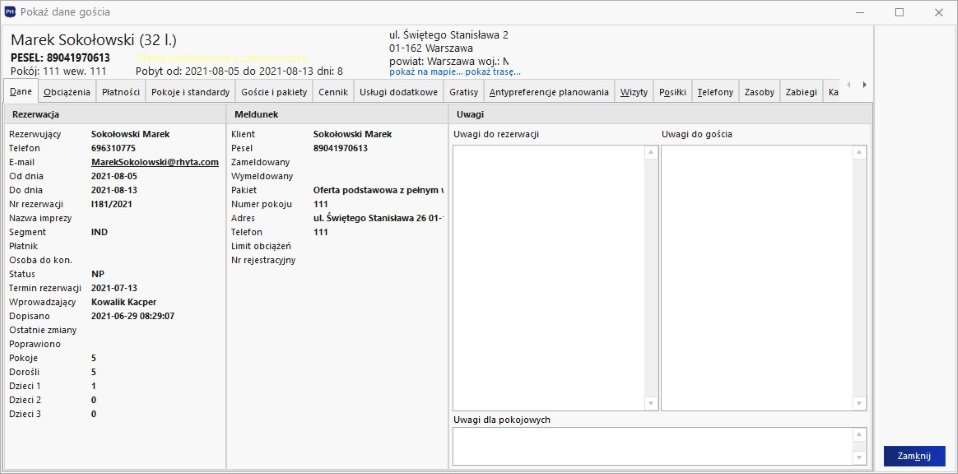 PH
Pokaż dane gościa
Marek Sokołowski (32 l.)
PESEL: 89041970613
Oferta podstawowa z pełnym wyży
Pokój: 111 wew. 111 Pobyt od: 2021-08-05 do 2021-08-13 dni: 8
ul. Świętego Stanisława 2
01-162 Warszawa
powiat: Warszawa woj.:
pokaż na mapie... pokaż trasę...
Dane Obciążenia Płatności Pokoje i standardy Goście i pakiety Cennik Usługi dodatkowe Gratisy Antypreferencje planowania Wizyty Posiłki Telefony Zasoby Zabiegi Ka
Rezerwacja
Rezerwujący Sokołowski Marek
Telefon 696310775
E-mail MarekSokolowski@rhyta.com
Od dnia 2021-08-05
Do dnia 2021-08-13
Nr rezerwacji I181/2021
Nazwa imprezy
Segment IND
Płatnik
Osoba do kon.
Status NP
Termin rezerwacji 2021-07-13
Wprowadzający Kowalik Kacper
Dopisano 2021-06-29 08:29:07
Ostatnie zmiany
Poprawiono
Pokoje 5
Dorośli 5
Dzieci 1 1
Dzieci 2 0
Dzieci 3 0
Meldunek
Klient Sokołowski Marek
Pesel 89041970613
Zameldowany
Wymeldowany
Pakiet Oferta podstawowa z pełnym
Numer pokoju 111
Adres ul. Świętego Stanisława 26 01-
Telefon 111
Limit obciążeń
Nr rejestracyjny
Uwagi
Uwagi do rezerwacji
Uwagi do gościa
Uwagi dla pokojowych
Zamknij